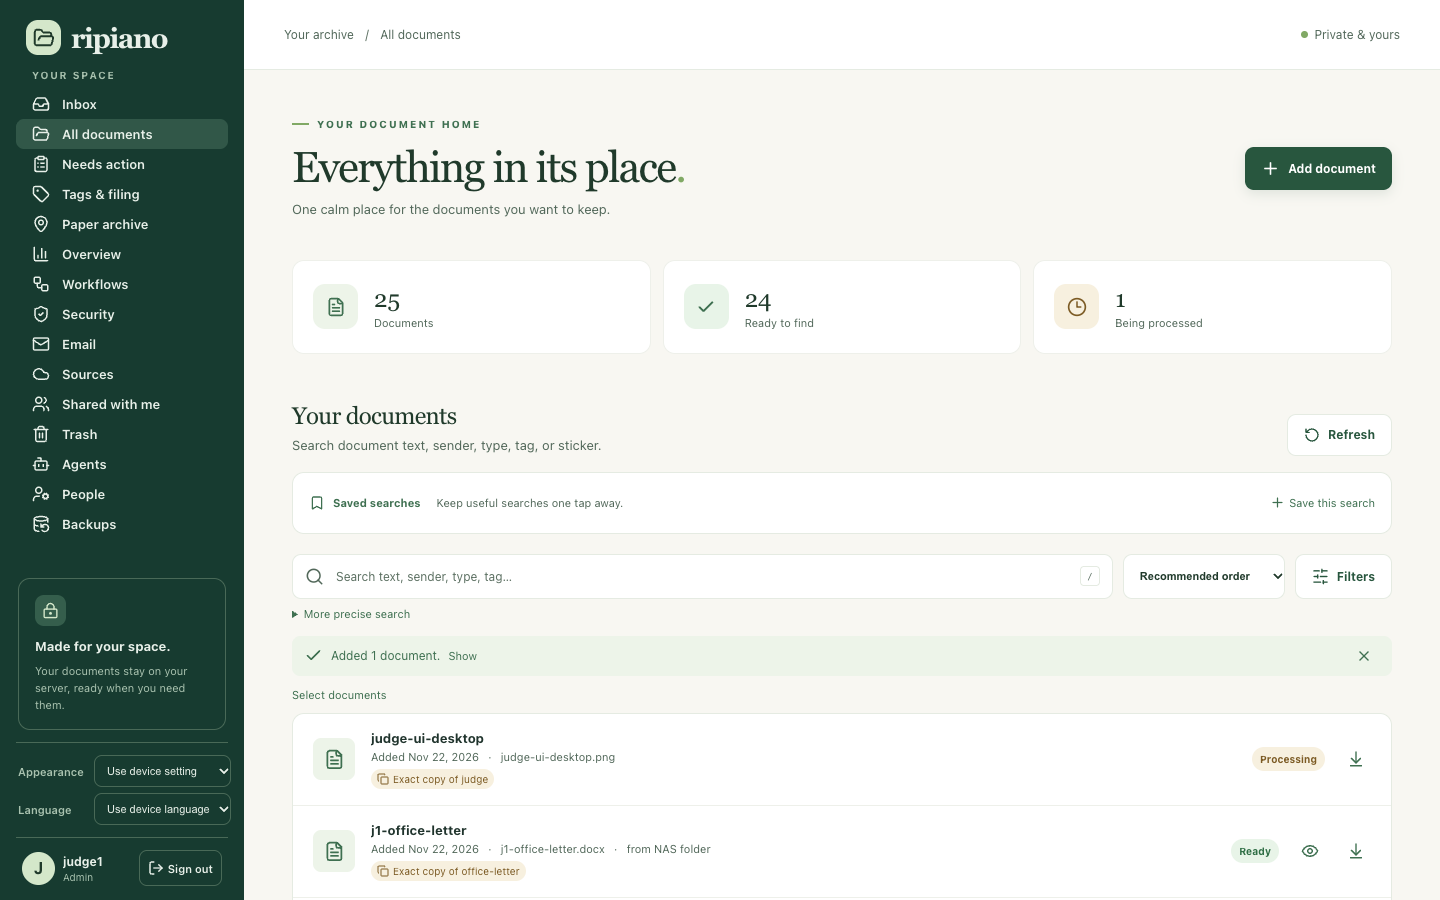 ripiano
YOUR SPACE
Inbox
All documents
Needs action
Tags & filing
Paper archive
Overview
Workflows
Security
Email
Sources
Shared with me
Trash
Agents
People
Backups
Made for your space.
Your documents stay on your
server, ready when you need
them.
Appearance Use device setting
Language Use device language
J judge1
Admin
Sign out
Your archive / All documents
Private & yours
YOUR DOCUMENT HOME
Everything in its place.
One calm place for the documents you want to keep.
Add document
25
Documents
24
Ready to find
1
Being processed
Your documents
Search document text, sender, type, tag, or sticker.
Refresh
Saved searches Keep useful searches one tap away.
Save this search
Search text, sender, type, tag... /
Recommended order
Filters
More precise search
Added 1 document. Show
Select documents
judge-ui-desktop
Added Nov 22, 2026 · judge-ui-desktop.png
Exact copy of judge
Processing
j1-office-letter
Added Nov 22, 2026 · j1-office-letter.docx · from NAS folder
Exact copy of office-letter
Ready